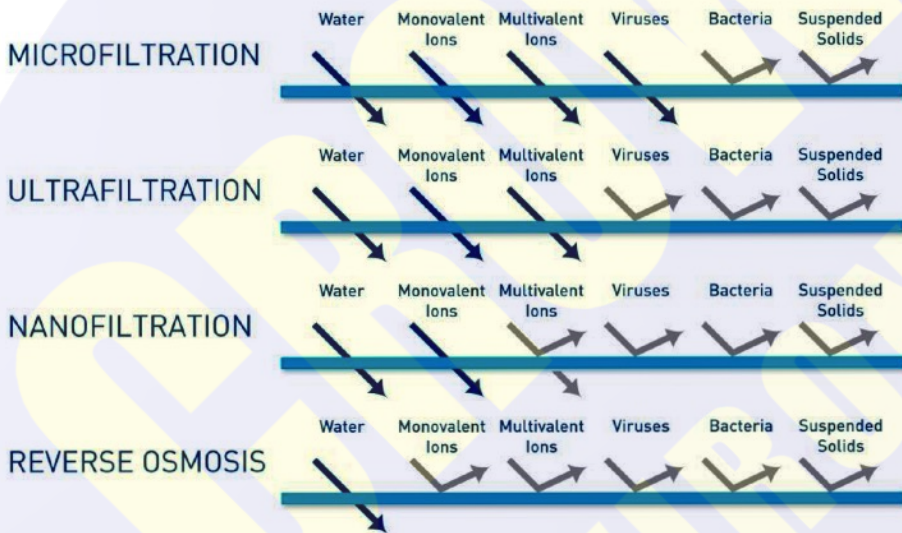 Water Monovalent Ions Multivalent Ions Viruses Bacteria Suspended Solids
MICROFILTRATION
Water Monovalent Ions Multivalent Ions Viruses Bacteria Suspended Solids
ULTRAFILTRATION
Water Monovalent Ions Multivalent Ions Viruses Bacteria Suspended Solids
NANOFILTRATION
Water Monovalent Ions Multivalent Ions Viruses Bacteria Suspended Solids
REVERSE OSMOSIS